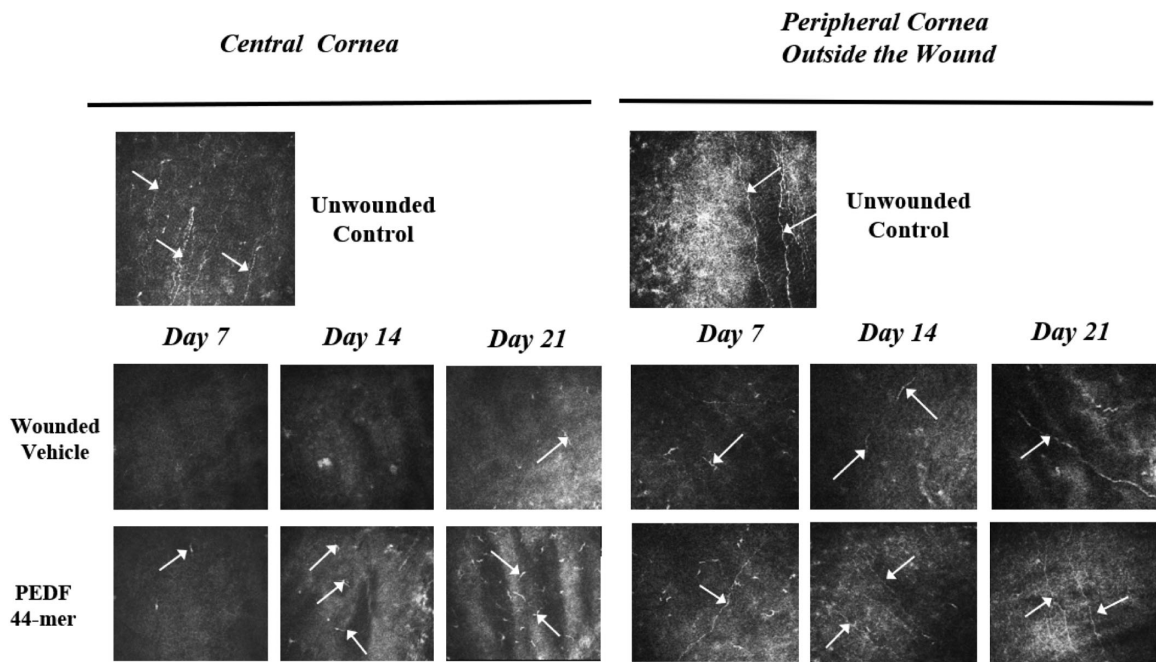 Central Cornea
Peripheral Cornea
Outside the Wound
Unwounded
Control
Unwounded
Control
Day 7
Day 14
Day 21
Day 7
Day 14
Day 21
Wounded
Vehicle
PEDF
44-mer